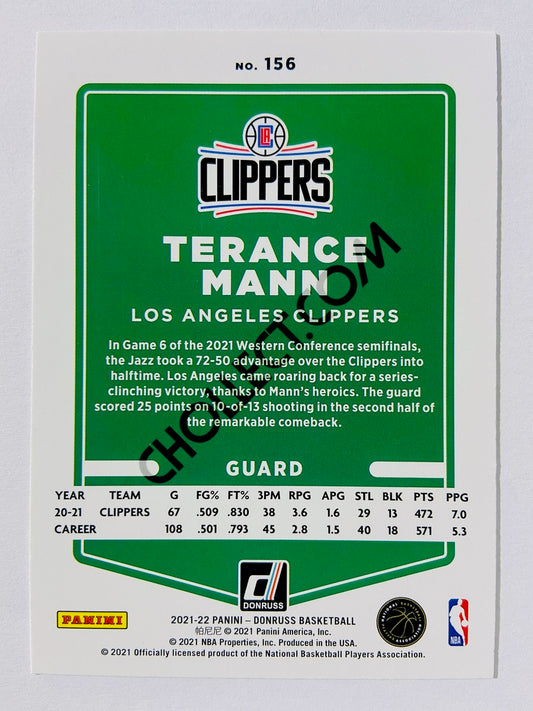 NO. 156
LA
CLIPPERS
TERANCE
MANN
LOS ANGELES CLIPPERS
In Game 6 of the 2021 Western Conference semifinals,
the Jazz took a 72-50 advantage over the Clippers into
halftime. Los Angeles came roaring back for a series-
clinching victory, thanks to Mann's heroics. The guard
scored 25 points on 10-of-13 shooting in the second half of
the remarkable comeback.
CHOLLECT.COM
GUARD
YEAR TEAM G FG% FT% 3PM RPG APG STL BLK PTS PPG
20-21 CLIPPERS 67 .509 .830 38 3.6 1.6 29 13 472 7.0
CAREER 108 .501 .793 45 2.8 1.5 40 18 571 5.3
DONRUSS
PANINI
2021-22 PANINI – DONRUSS BASKETBALL
帕尼尼 © 2021 Panini America, Inc.
© 2021 NBA Properties, Inc. Produced in the USA.
© 2021 Officially licensed product of the National Basketball Players Association.
NATIONAL BASKETBALL PLAYERS ASSOCIATION
NBA